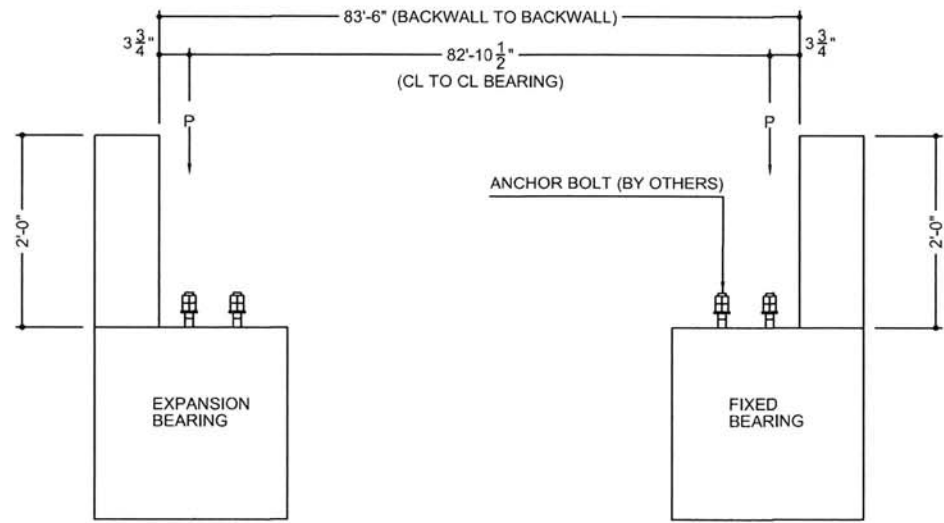 83'-6" (BACKWALL TO BACKWALL)
3 3/4" 82'-10 1/2" 3 3/4"
(CL TO CL BEARING)
P P
ANCHOR BOLT (BY OTHERS)
2'-0" 2'-0"
EXPANSION
BEARING
FIXED
BEARING